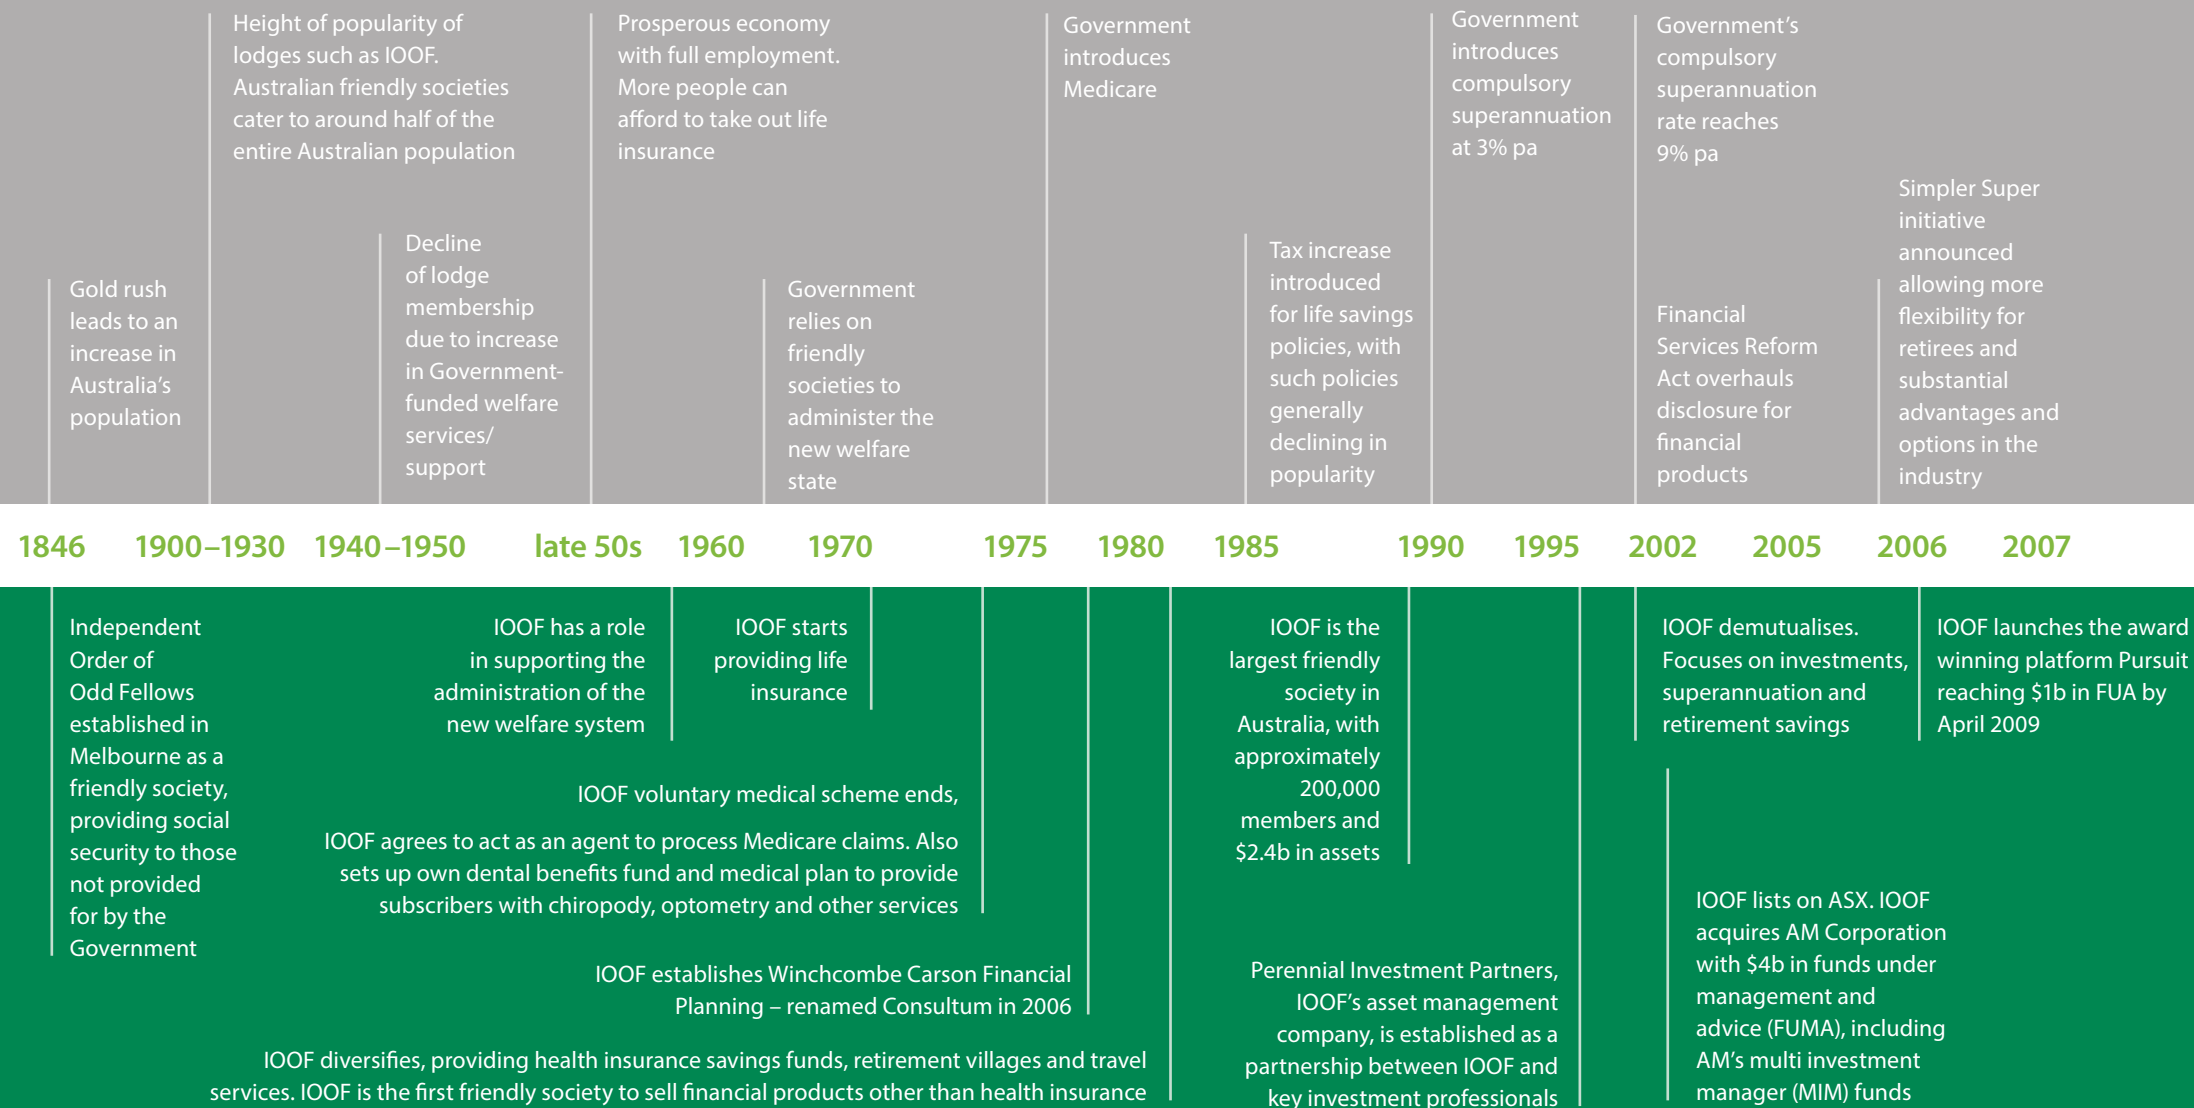 Height of popularity of
lodges such as IOOF.
Australian friendly societies
cater to around half of the
entire Australian population
Prosperous economy
with full employment.
More people can
afford to take out life
insurance
Government
introduces
Medicare
Government
introduces
compulsory
superannuation
at 3% pa
Government’s
compulsory
superannuation
rate reaches
9% pa
Gold rush
leads to an
increase in
Australia’s
population
Decline
of lodge
membership
due to increase
in Government-
funded welfare
services/
support
Government
relies on
friendly
societies to
administer the
new welfare
state
Tax increase
introduced
for life savings
policies, with
such policies
generally
declining in
popularity
Financial
Services Reform
Act overhauls
disclosure for
financial
products
Simpler Super
initiative
announced
allowing more
flexibility for
retirees and
substantial
advantages and
options in the
industry
1846 1900–1930 1940–1950 late 50s 1960 1970 1975 1980 1985 1990 1995 2002 2005 2006 2007
Independent
Order of
Odd Fellows
established in
Melbourne as a
friendly society,
providing social
security to those
not provided
for by the
Government
IOOF has a role
in supporting the
administration of the
new welfare system
IOOF starts
providing life
insurance
IOOF voluntary medical scheme ends,
IOOF agrees to act as an agent to process Medicare claims. Also
sets up own dental benefits fund and medical plan to provide
subscribers with chiropody, optometry and other services
IOOF establishes Winchcombe Carson Financial
Planning – renamed Consultum in 2006
IOOF diversifies, providing health insurance savings funds, retirement villages and travel
services. IOOF is the first friendly society to sell financial products other than health insurance
IOOF is the
largest friendly
society in
Australia, with
approximately
200,000
members and
$2.4b in assets
Perennial Investment Partners,
IOOF’s asset management
company, is established as a
partnership between IOOF and
key investment professionals
IOOF demutualises.
Focuses on investments,
superannuation and
retirement savings
IOOF lists on ASX. IOOF
acquires AM Corporation
with $4b in funds under
management and
advice (FUMA), including
AM’s multi investment
manager (MIM) funds
IOOF launches the award
winning platform Pursuit
reaching $1b in FUA by
April 2009